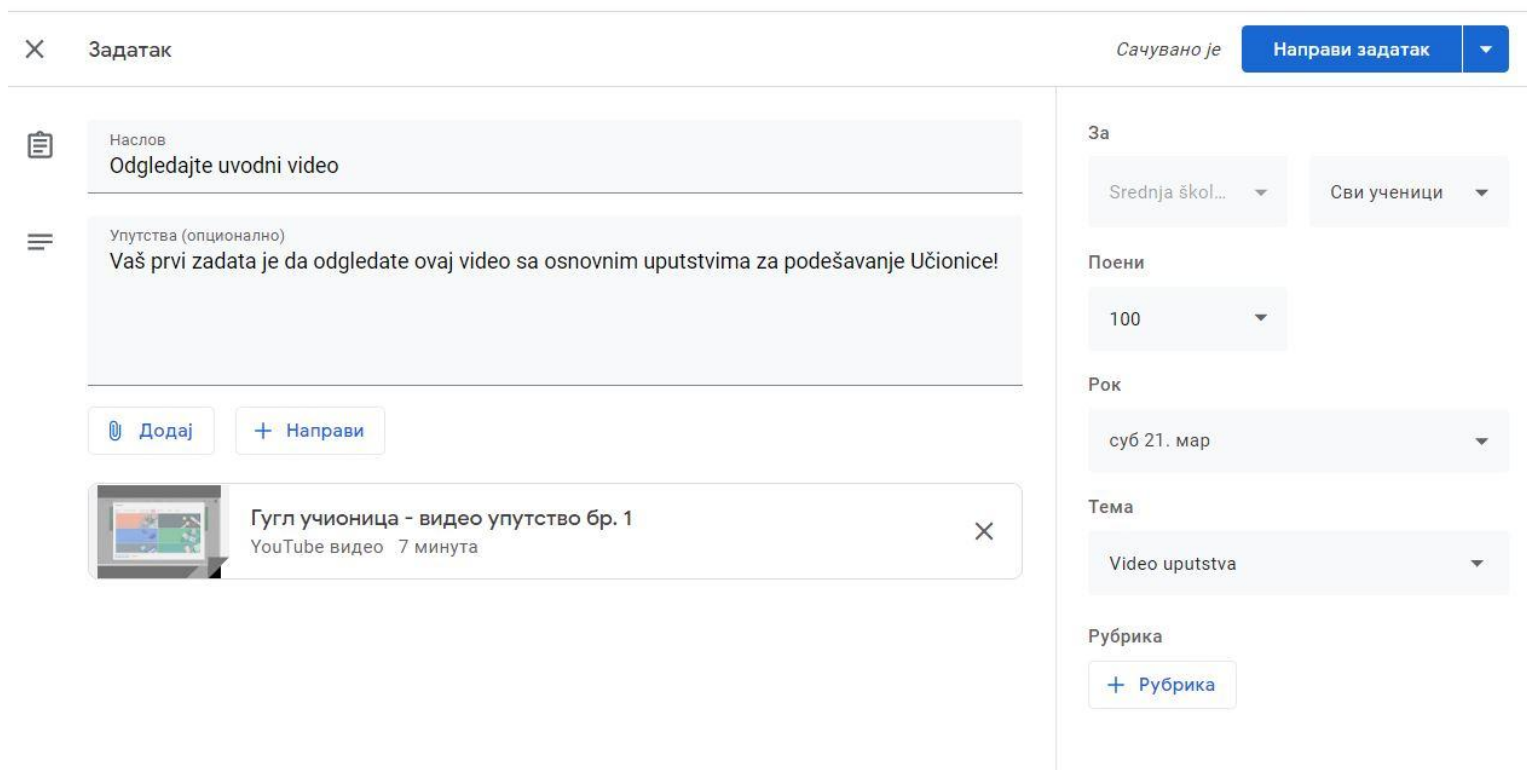 Задатак
Сачувано је
Направи задатак
Наслов
Odgledajte uvodni video
Упутства (опционално)
Vaš prvi zadata je da odgledate ovaj video sa osnovnim uputstvima za podešavanje Učionice!
Додај
Направи
Гугл учионица - видео упутство бр. 1
YouTube видео 7 минута
За
Srednja škol...
Сви ученици
Поени
100
Рок
суб 21. мар
Тема
Video uputstva
Рубрика
Рубрика